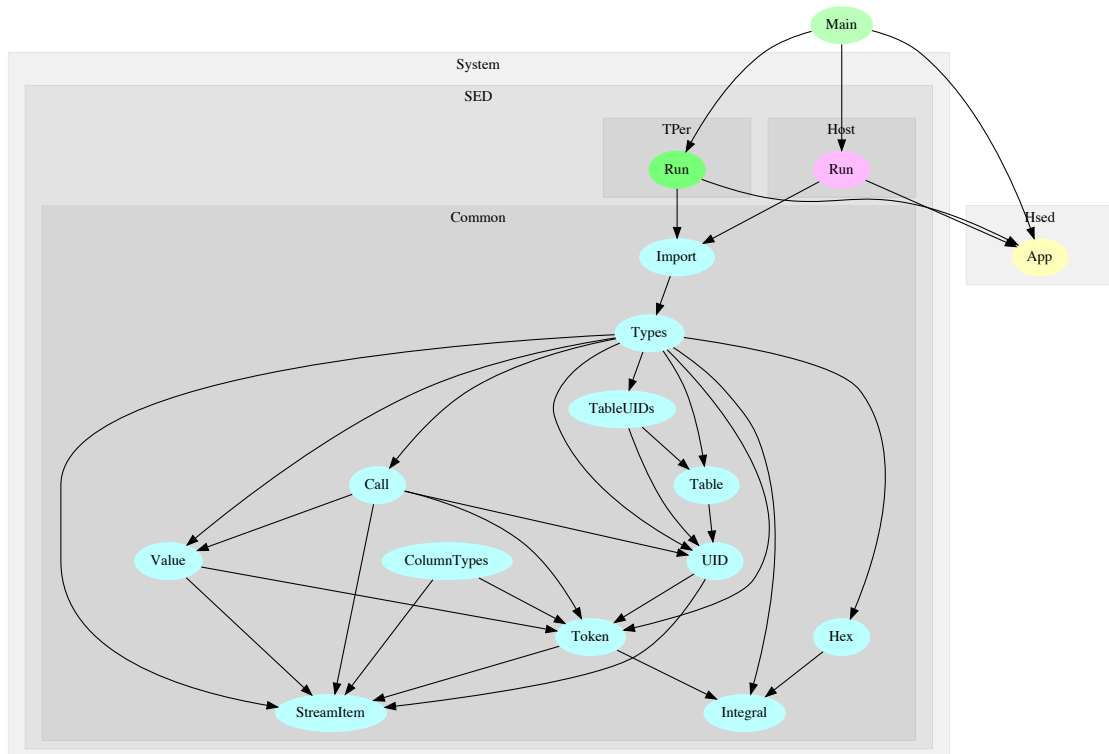 Main
System
SED
TPer
Host
Run
Run
Common
Hsed
Import
App
Types
TableUIDs
Call
Table
Value
ColumnTypes
UID
Token
Hex
StreamItem
Integral